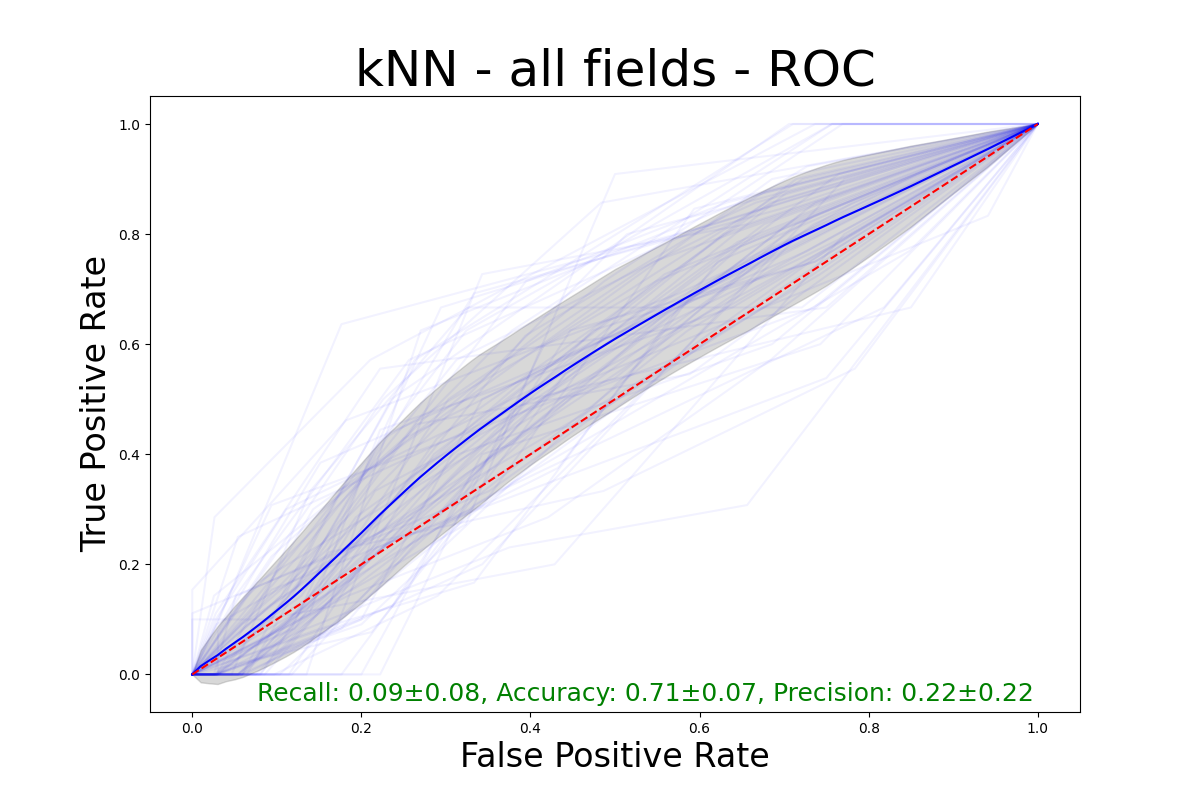 kNN - all fields - ROC
True Positive Rate
1.0
0.8
0.6
0.4
0.2
0.0
Recall: 0.09±0.08, Accuracy: 0.71±0.07, Precision: 0.22±0.22
0.0 0.2 0.4 0.6 0.8 1.0
False Positive Rate